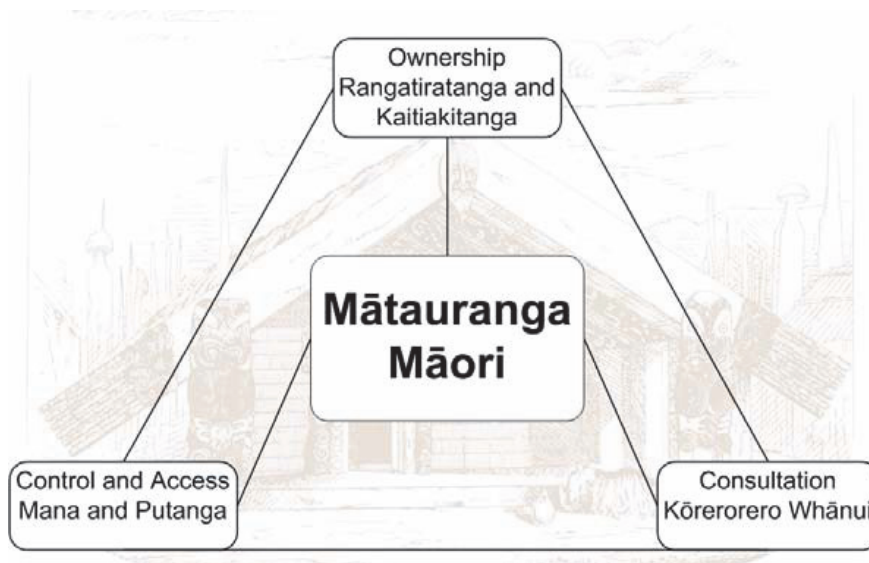 Ownership
Rangatiratanga and
Kaitiakitanga
Mātauranga
Māori
Control and Access
Mana and Putanga
Consultation
Kōrerorero Whānui